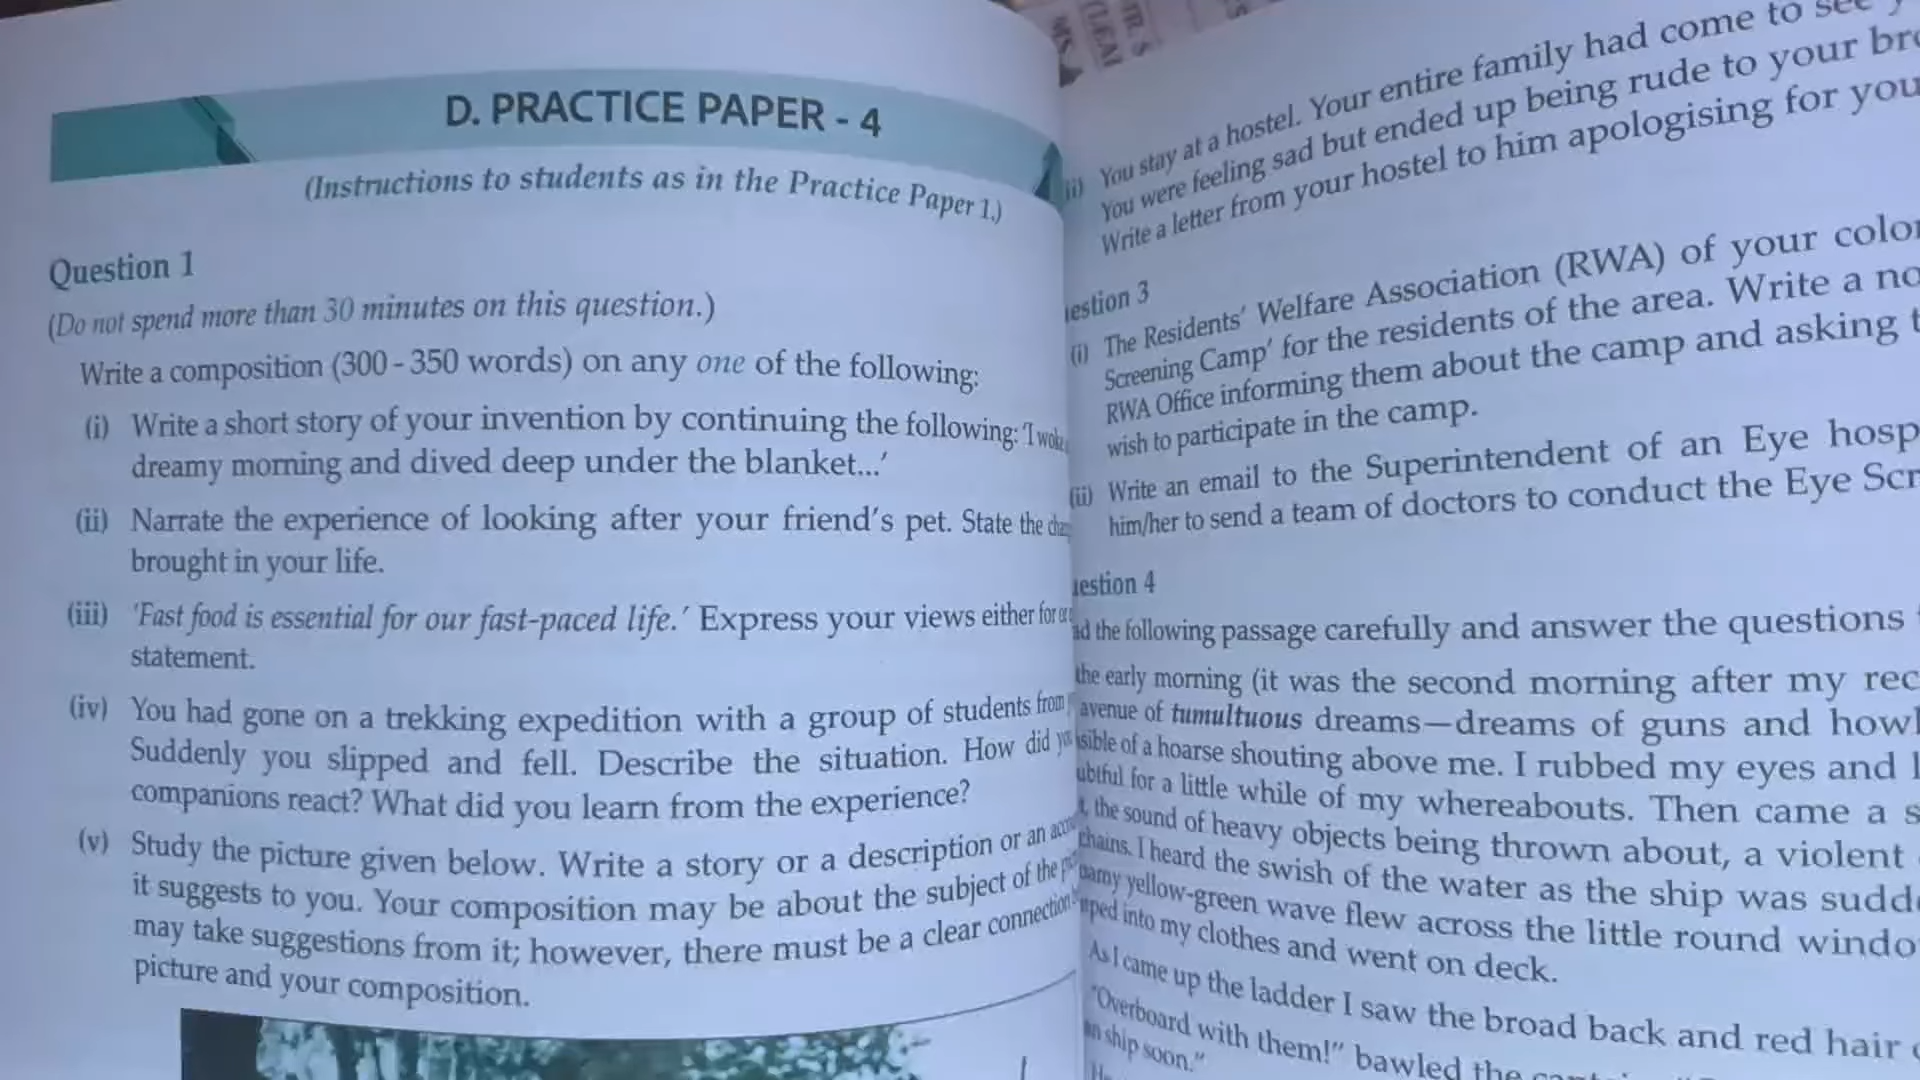 D. PRACTICE PAPER - 4
(Instructions to students as in the Practice Paper 1.)
Question 1
(Do not spend more than 30 minutes on this question.)
Write a composition (300 - 350 words) on any one of the following:
(i) Write a short story of your invention by continuing the following: 'I
dreamy morning and dived deep under the blanket...'
(ii) Narrate the experience of looking after your friend's pet. State the
brought in your life.
(iii) 'Fast food is essential for our fast-paced life.' Express your views either for
statement.
(iv) You had gone on a trekking expedition with a group of students from
Suddenly you slipped and fell. Describe the situation. How did
companions react? What did you learn from the experience?
(v) Study the picture given below. Write a story or a description or an
it suggests to you. Your composition may be about the subject of the
may take suggestions from it; however, there must be a clear connection
picture and your composition.
ii) You stay at a hostel. Your entire family had come to see
You were feeling sad but ended up being rude to your
Write a letter from your hostel to him apologising for
estion 3
(i) The Residents' Welfare Association (RWA) of your
Screening Camp' for the residents of the area. Write a
RWA Office informing them about the camp and asking
wish to participate in the camp.
(ii) Write an email to the Superintendent of an Eye
him/her to send a team of doctors to conduct the Eye
estion 4
the following passage carefully and answer the questions
the early morning (it was the second morning after my
avenue of tumultuous dreams—dreams of guns and
of a hoarse shouting above me. I rubbed my eyes and
for a little while of my whereabouts. Then came a
the sound of heavy objects being thrown about, a violent
chains. I heard the swish of the water as the ship was
yellow-green wave flew across the little round
into my clothes and went on deck.
As I came up the ladder I saw the broad back and red hair
"Overboard with them!" bawled the
ship soon."